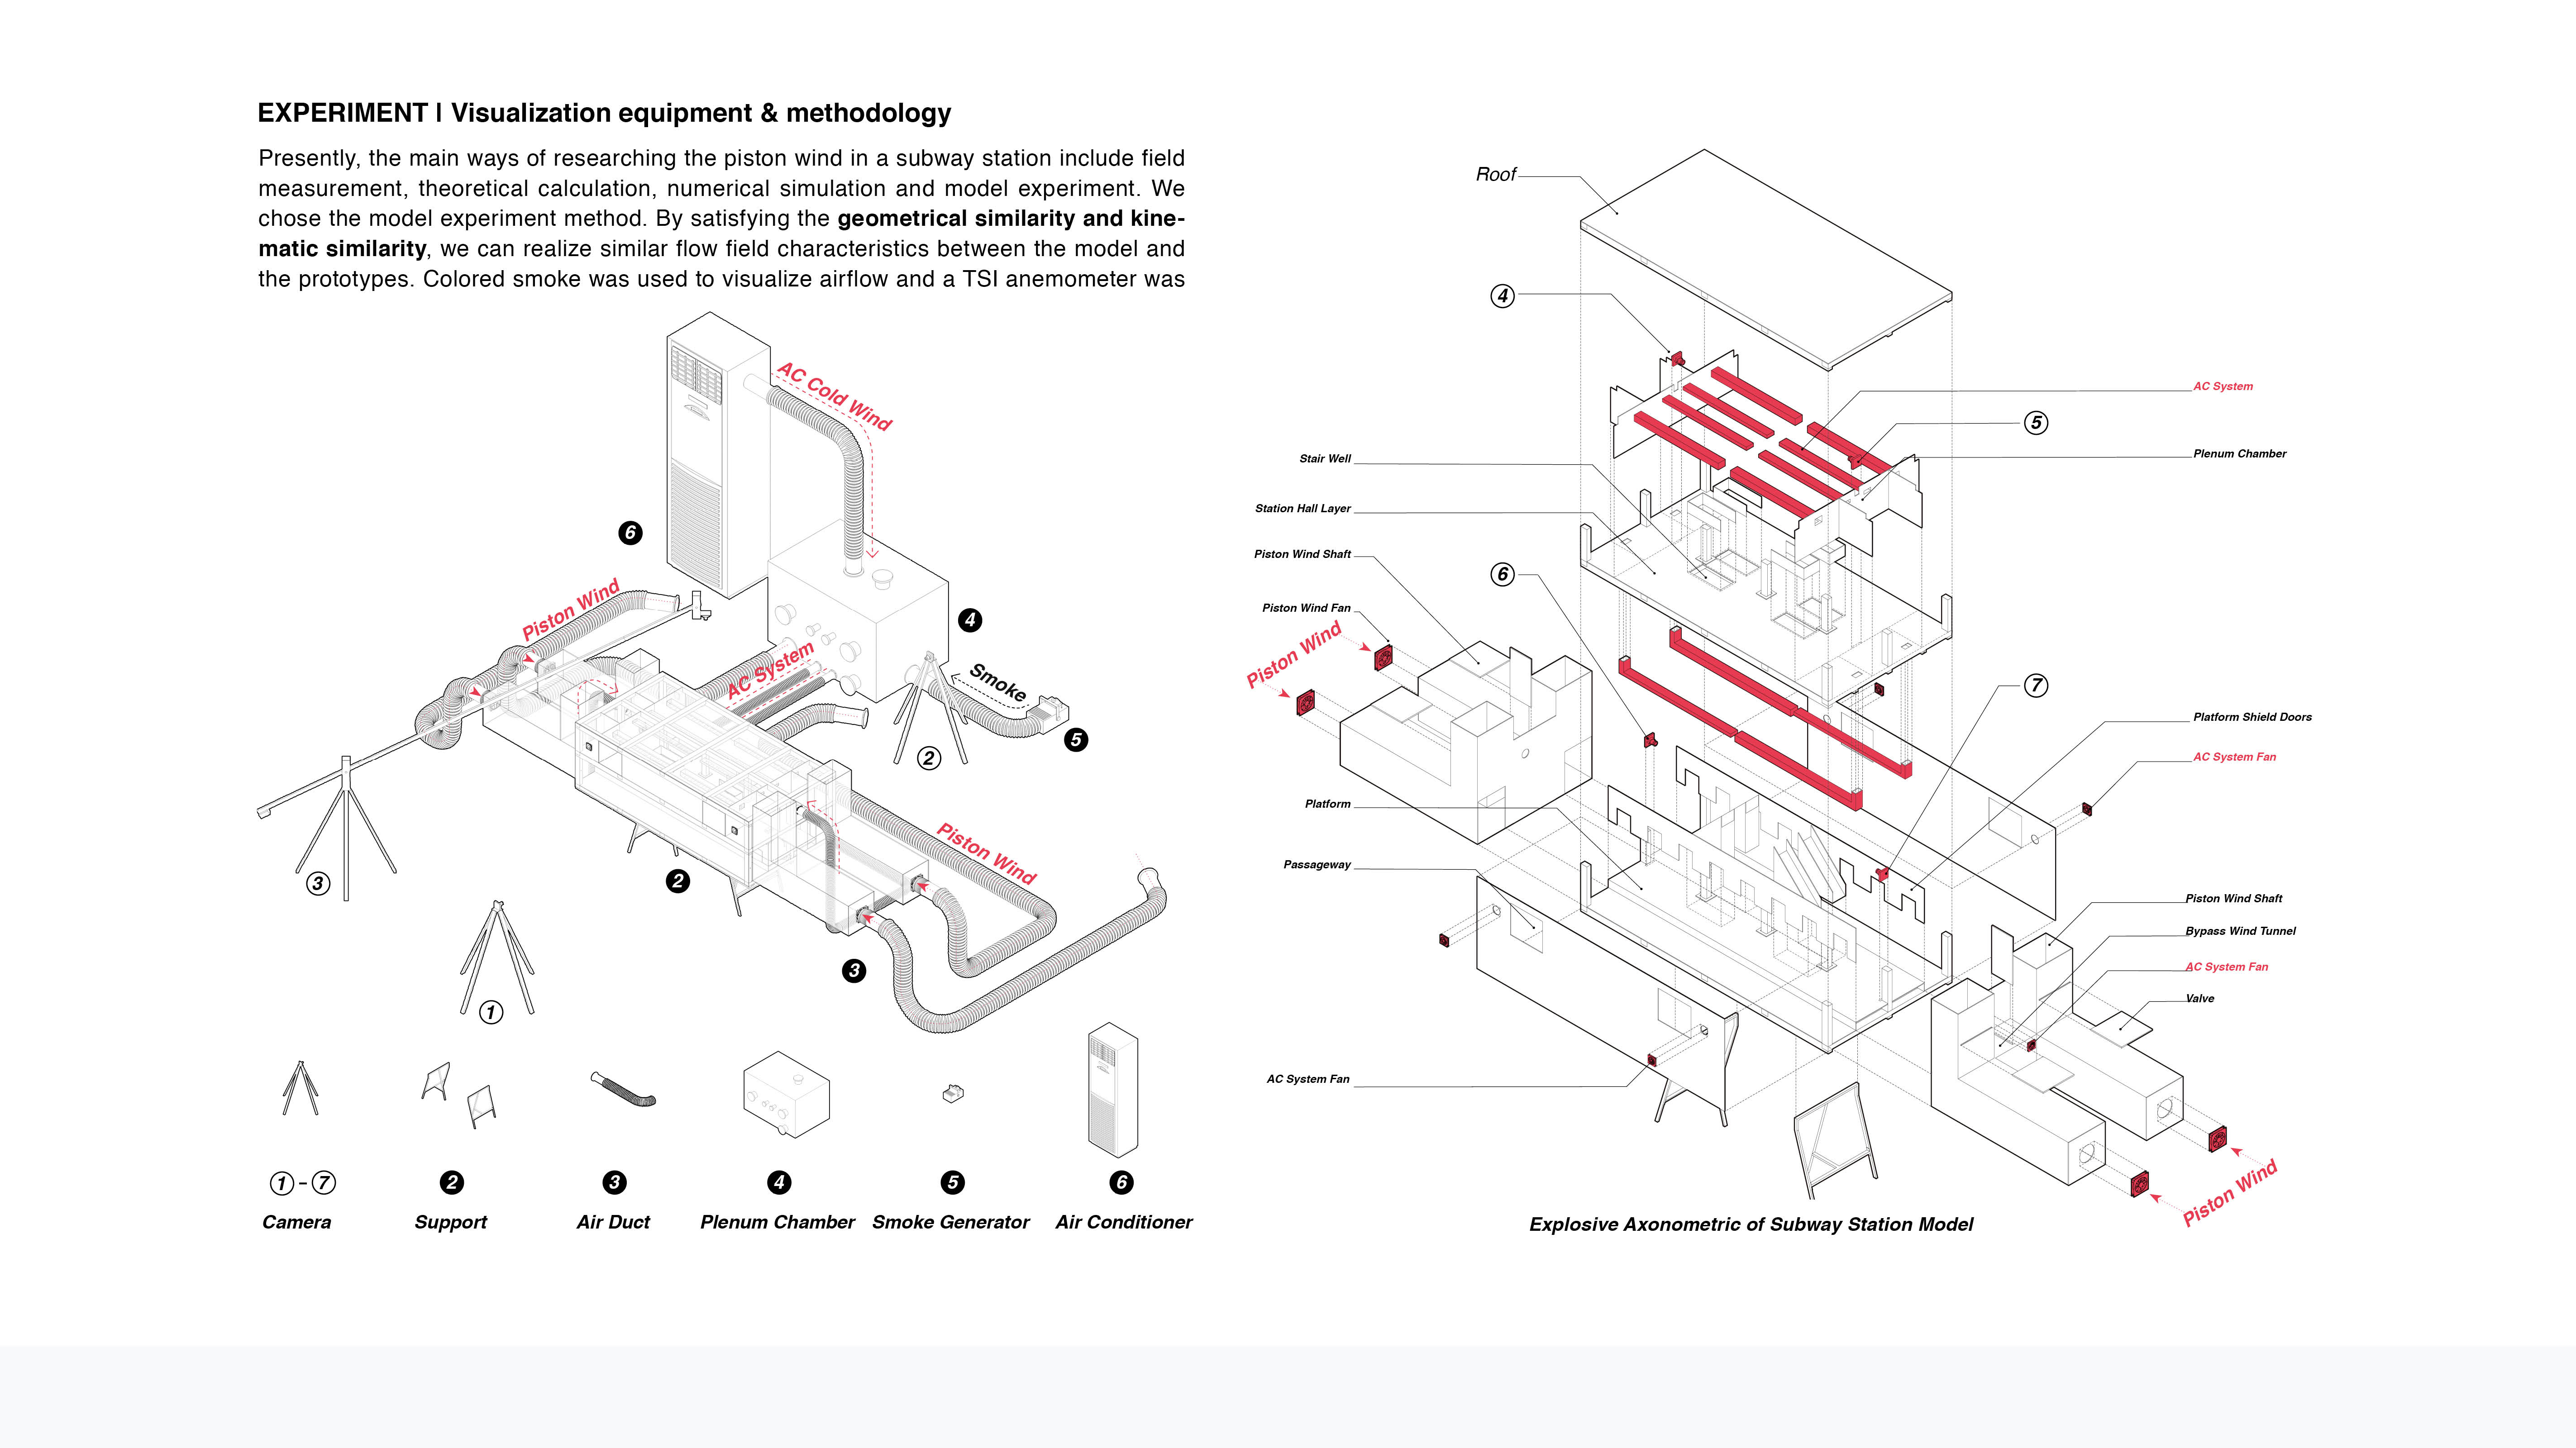 EXPERIMENT | Visualization equipment & methodology
Presently, the main ways of researching the piston wind in a subway station include field
measurement, theoretical calculation, numerical simulation and model experiment. We
chose the model experiment method. By satisfying the geometrical similarity and kine-
matic similarity, we can realize similar flow field characteristics between the model and
the prototypes. Colored smoke was used to visualize airflow and a TSI anemometer was
AC Cold Wind
6
Piston Wind
4
AC System
Smoke
5
2
Piston Wind
3
2
3
1
1 - 7
2
3
4
5
6
Camera
Support
Air Duct
Plenum Chamber
Smoke Generator
Air Conditioner
Roof
4
AC System
5
Stair Well
Plenum Chamber
Station Hall Layer
Piston Wind Shaft
6
Piston Wind Fan
Piston Wind
7
Platform Shield Doors
AC System Fan
Platform
Passageway
Piston Wind Shaft
Bypass Wind Tunnel
AC System Fan
Valve
AC System Fan
Piston Wind
Explosive Axonometric of Subway Station Model